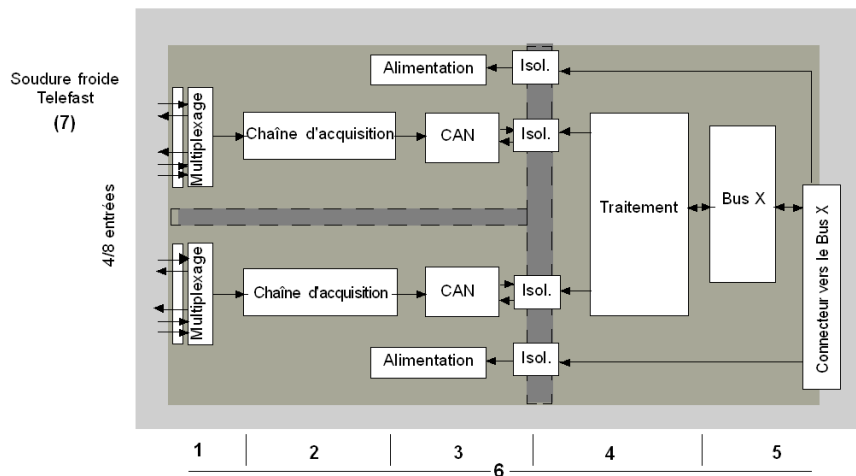 Soudure froide
Telefast
(7)
4/8 entrées
Alimentation
Isol.
Multiplexage
Chaîne d'acquisition
CAN
Isol.
Traitement
Bus X
Connecteur vers le Bus X
Multiplexage
Chaîne d'acquisition
CAN
Isol.
Alimentation
Isol.
1
2
3
4
5
6